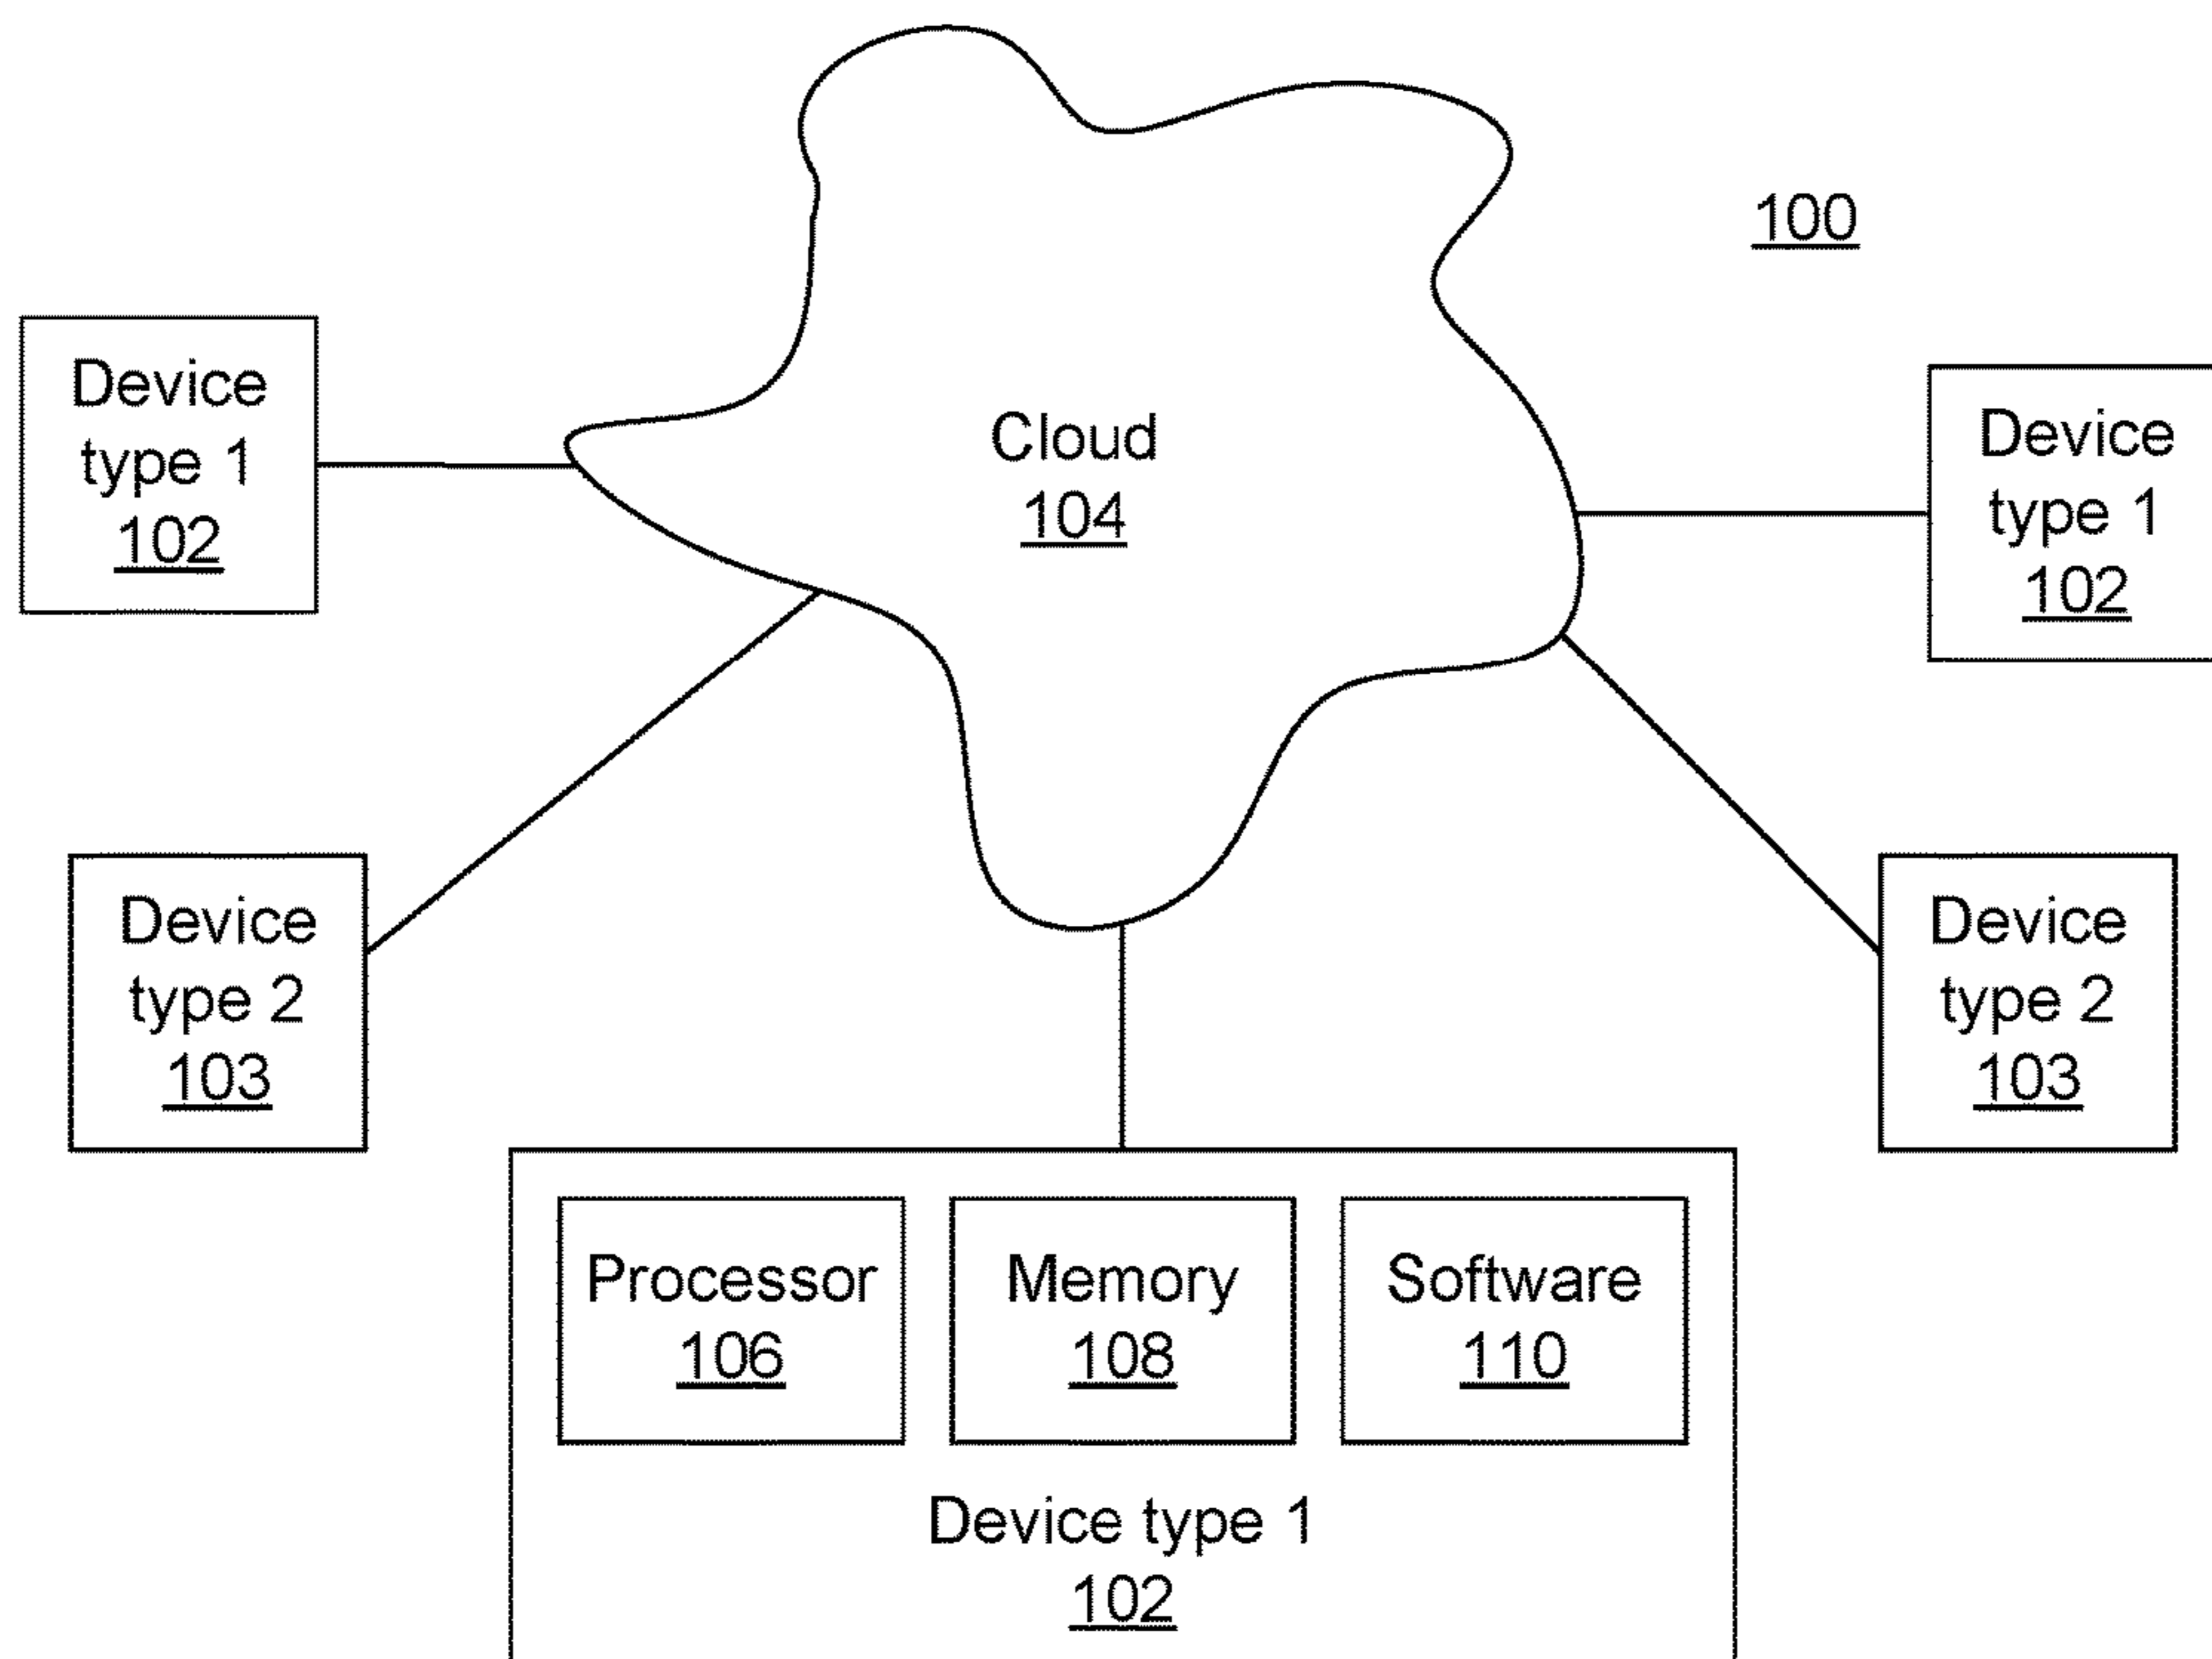 100
Device
type 1
102
Cloud
104
Device
type 1
102
Device
type 2
103
Device
type 2
103
Processor
106
Memory
108
Software
110
Device type 1
102